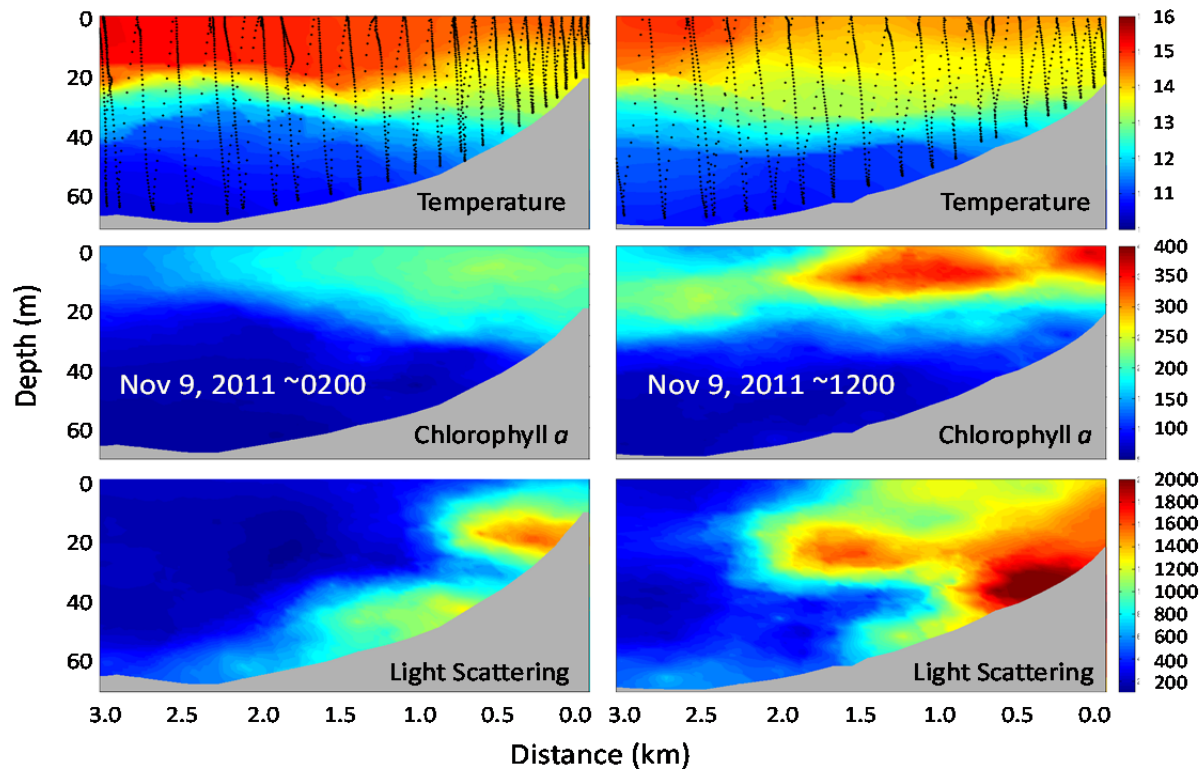 0
20
40
60
Temperature
Temperature
16
15
14
13
12
11
0
20
40
60
Nov 9, 2011 ~0200
Chlorophyll a
Nov 9, 2011 ~1200
Chlorophyll a
400
350
300
250
200
150
100
Depth (m)
0
20
40
60
Light Scattering
Light Scattering
2000
1800
1600
1400
1200
1000
800
600
400
200
3.0 2.5 2.0 1.5 1.0 0.5 0.0
3.0 2.5 2.0 1.5 1.0 0.5 0.0
Distance (km)